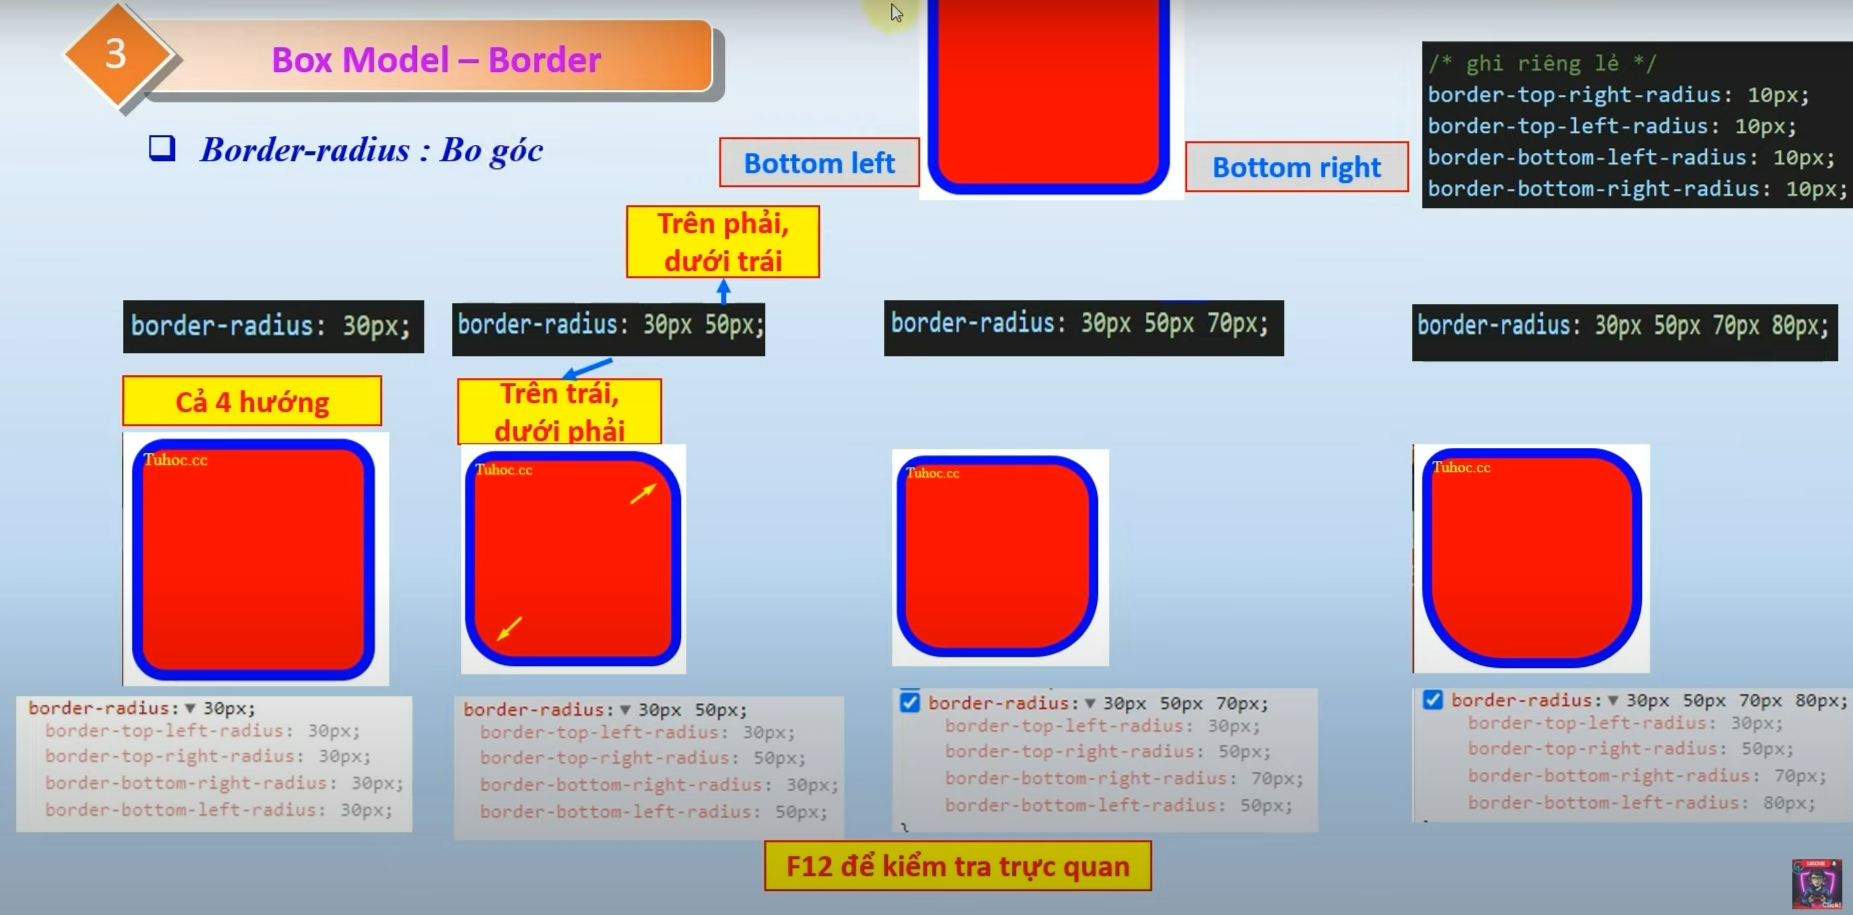 3
Box Model – Border
❑ Border-radius : Bo góc
Bottom left
Bottom right
/* ghi riêng lẻ */
border-top-right-radius: 10px;
border-top-left-radius: 10px;
border-bottom-left-radius: 10px;
border-bottom-right-radius: 10px;
Trên phải,
dưới trái
border-radius: 30px;
border-radius: 30px 50px;
border-radius: 30px 50px 70px;
border-radius: 30px 50px 70px 80px;
Cả 4 hướng
Trên trái,
dưới phải
Tuhoc.cc
Tuhoc.cc
Tuhoc.cc
Tuhoc.cc
border-radius:▼ 30px;
border-top-left-radius: 30px;
border-top-right-radius: 30px;
border-bottom-right-radius: 30px;
border-bottom-left-radius: 30px;
border-radius:▼ 30px 50px;
border-top-left-radius: 30px;
border-top-right-radius: 50px;
border-bottom-right-radius: 30px;
border-bottom-left-radius: 50px;
border-radius:▼ 30px 50px 70px;
border-top-left-radius: 30px;
border-top-right-radius: 50px;
border-bottom-right-radius: 70px;
border-bottom-left-radius: 50px;
}
border-radius:▼ 30px 50px 70px 80px;
border-top-left-radius: 30px;
border-top-right-radius: 50px;
border-bottom-right-radius: 70px;
border-bottom-left-radius: 80px;
F12 để kiểm tra trực quan